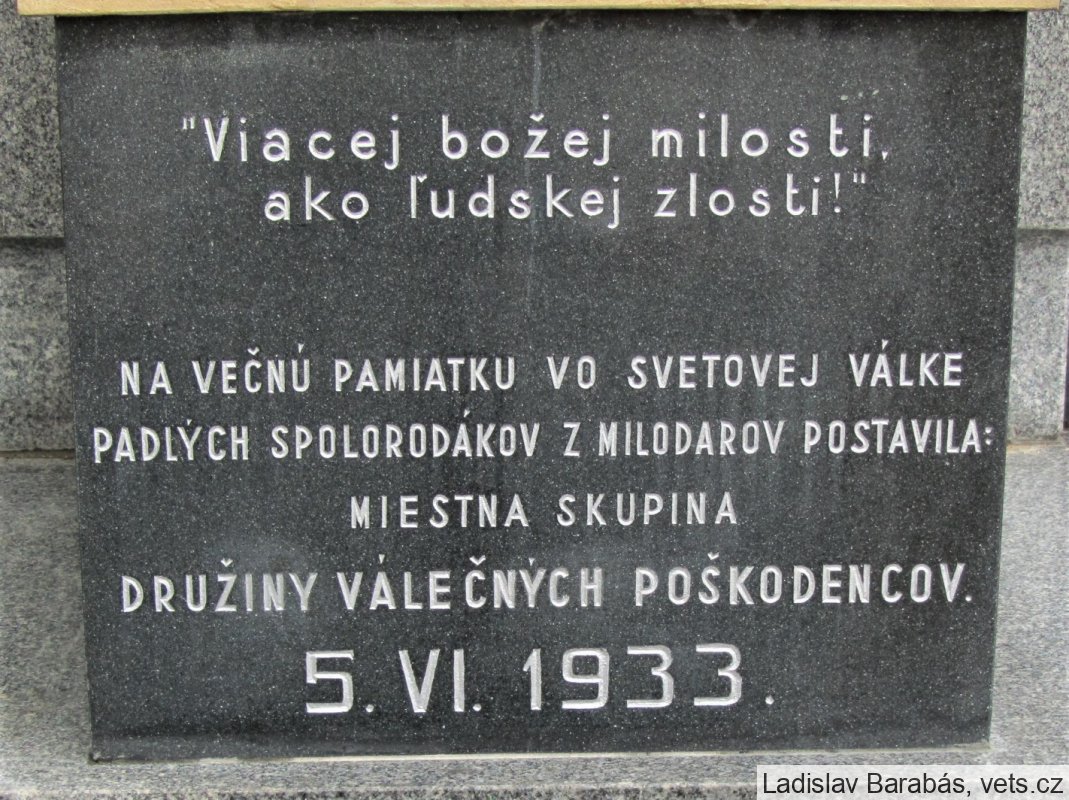 "Viacej božej milosti,
ako ľudskej zlosti!"
NA VEČNÚ PAMIATKU VO SVETOVEJ VÁLKE
PADLÝCH SPOLORODÁKOV Z MILODAROV POSTAVILA:
MIESTNA SKUPINA
DRUŽINY VÁLEČNÝCH POŠKODENCOV.
5. VI. 1933.
Ladislav Barabás, vets.cz